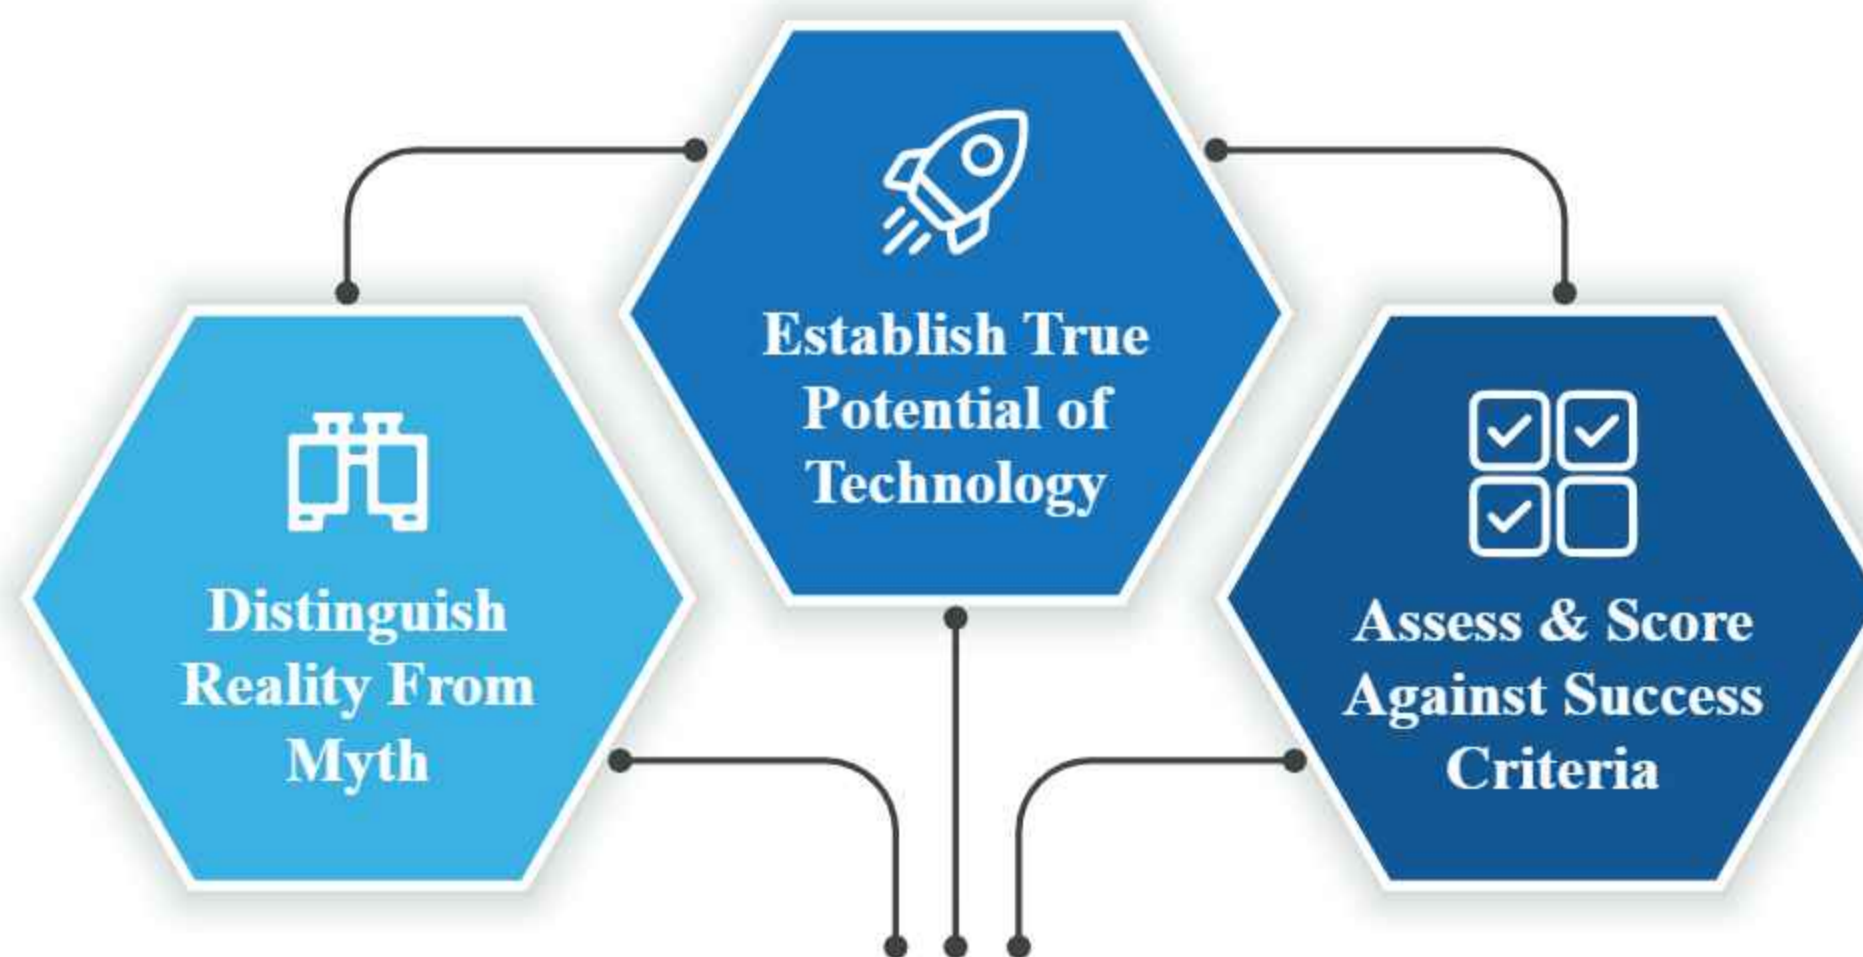 Establish True
Potential of
Technology
Distinguish
Reality From
Myth
Assess & Score
Against Success
Criteria